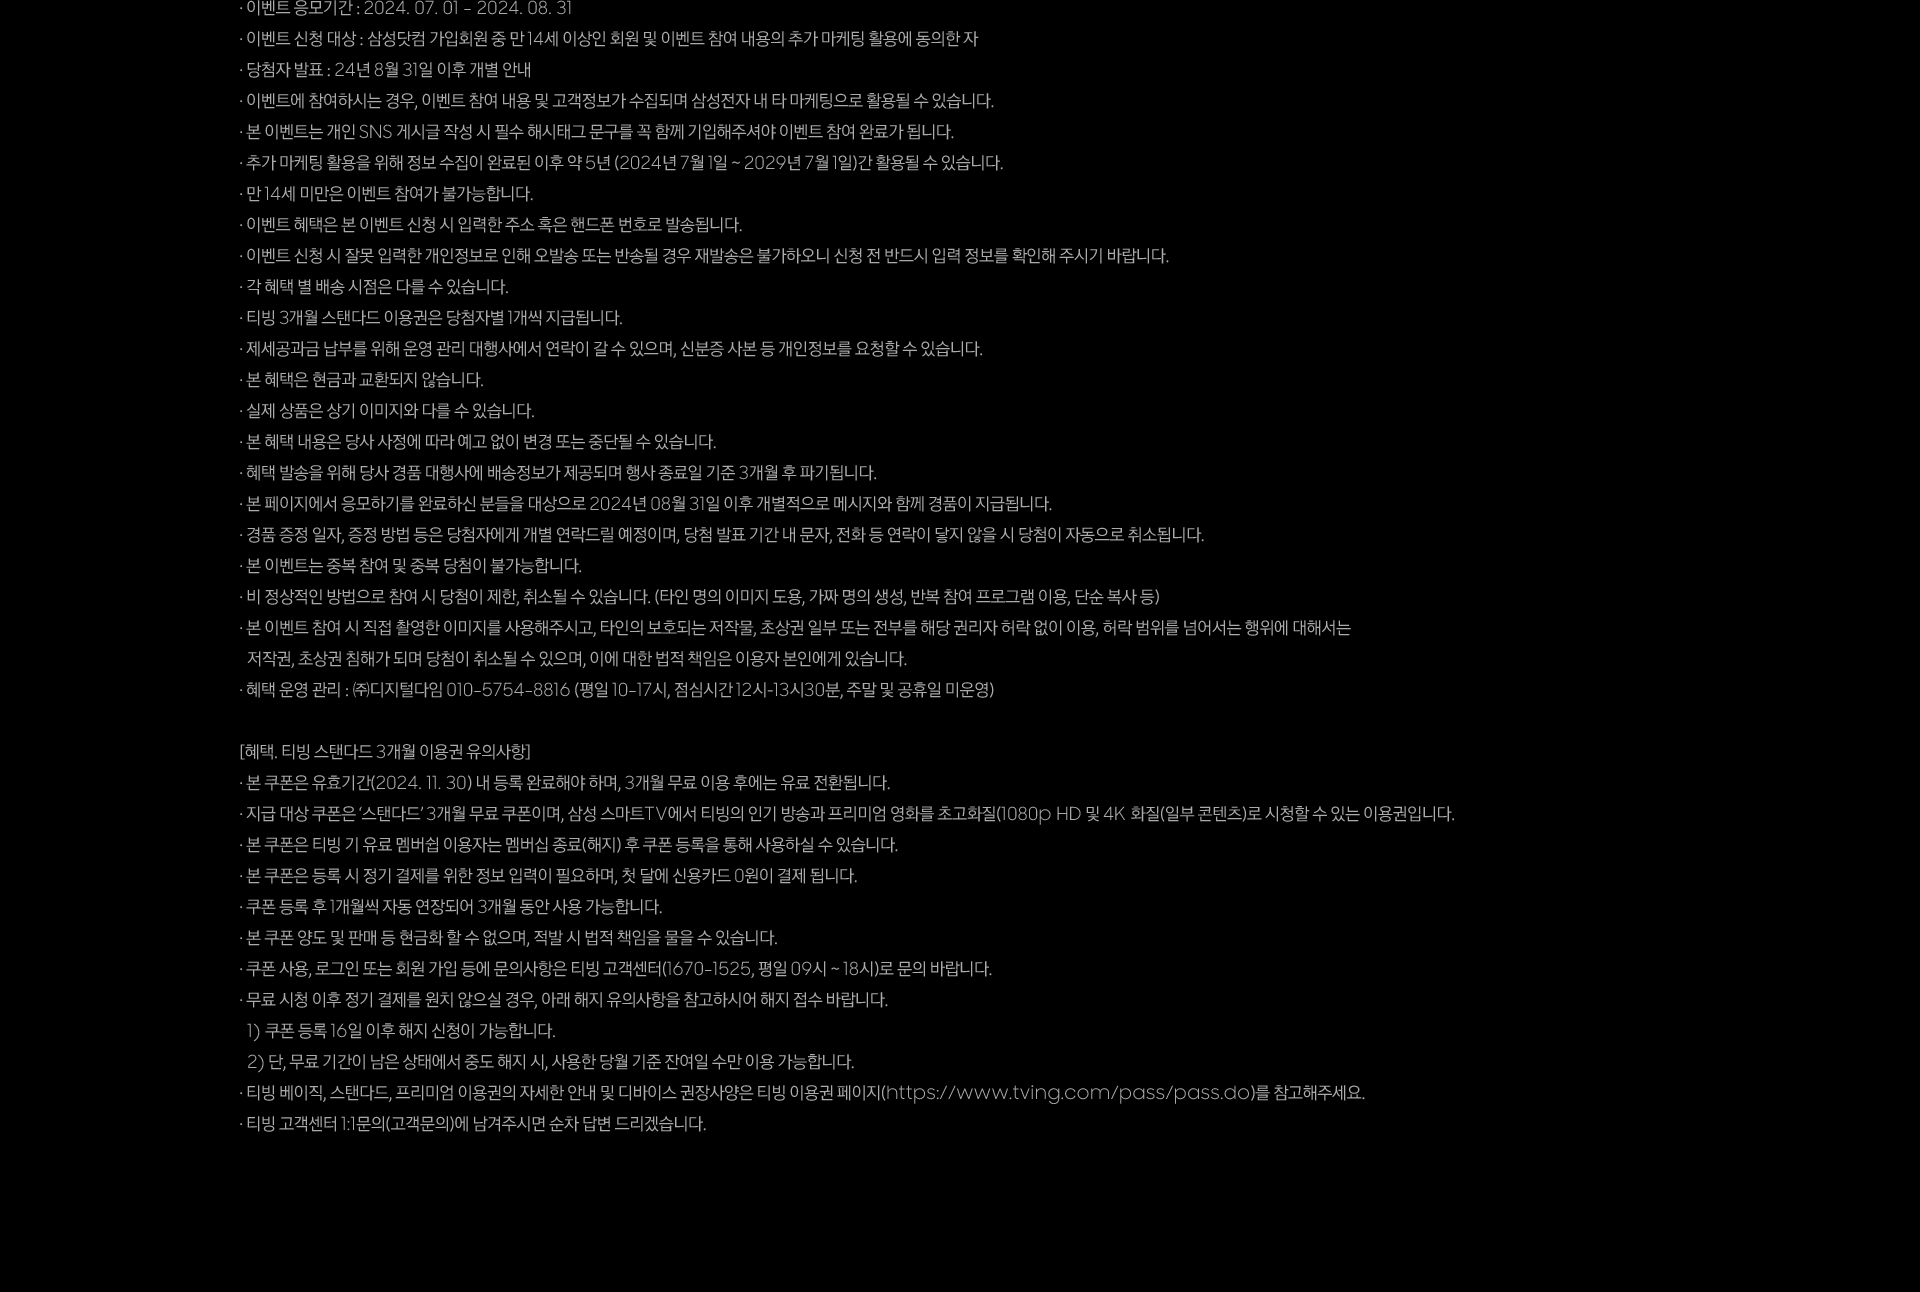 · 이벤트 응모기간 : 2024. 07. 01 - 2024. 08. 31
· 이벤트 신청 대상 : 삼성닷컴 가입회원 중 만 14세 이상인 회원 및 이벤트 참여 내용의 추가 마케팅 활용에 동의한 자
· 당첨자 발표 : 24년 8월 31일 이후 개별 안내
· 이벤트에 참여하시는 경우, 이벤트 참여 내용 및 고객정보가 수집되며 삼성전자 내 타 마케팅으로 활용될 수 있습니다.
· 본 이벤트는 개인 SNS 게시글 작성 시 필수 해시태그 문구를 꼭 함께 기입해주셔야 이벤트 참여 완료가 됩니다.
· 추가 마케팅 활용을 위해 정보 수집이 완료된 이후 약 5년 (2024년 7월 1일 ~ 2029년 7월 1일)간 활용될 수 있습니다.
· 만 14세 미만은 이벤트 참여가 불가능합니다.
· 이벤트 혜택은 본 이벤트 신청 시 입력한 주소 혹은 핸드폰 번호로 발송됩니다.
· 이벤트 신청 시 잘못 입력한 개인정보로 인해 오발송 또는 반송될 경우 재발송은 불가하오니 신청 전 반드시 입력 정보를 확인해 주시기 바랍니다.
· 각 혜택 별 배송 시점은 다를 수 있습니다.
· 티빙 3개월 스탠다드 이용권은 당첨자별 1개씩 지급됩니다.
· 제세공과금 납부를 위해 운영 관리 대행사에서 연락이 갈 수 있으며, 신분증 사본 등 개인정보를 요청할 수 있습니다.
· 본 혜택은 현금과 교환되지 않습니다.
· 실제 상품은 상기 이미지와 다를 수 있습니다.
· 본 혜택 내용은 당사 사정에 따라 예고 없이 변경 또는 중단될 수 있습니다.
· 혜택 발송을 위해 당사 경품 대행사에 배송정보가 제공되며 행사 종료일 기준 3개월 후 파기됩니다.
· 본 페이지에서 응모하기를 완료하신 분들을 대상으로 2024년 08월 31일 이후 개별적으로 메시지와 함께 경품이 지급됩니다.
· 경품 증정 일자, 증정 방법 등은 당첨자에게 개별 연락드릴 예정이며, 당첨 발표 기간 내 문자, 전화 등 연락이 닿지 않을 시 당첨이 자동으로 취소됩니다.
· 본 이벤트는 중복 참여 및 중복 당첨이 불가능합니다.
· 비 정상적인 방법으로 참여 시 당첨이 제한, 취소될 수 있습니다. (타인 명의 이미지 도용, 가짜 명의 생성, 반복 참여 프로그램 이용, 단순 복사 등)
· 본 이벤트 참여 시 직접 촬영한 이미지를 사용해주시고, 타인의 보호되는 저작물, 초상권 일부 또는 전부를 해당 권리자 허락 없이 이용, 허락 범위를 넘어서는 행위에 대해서는
저작권, 초상권 침해가 되며 당첨이 취소될 수 있으며, 이에 대한 법적 책임은 이용자 본인에게 있습니다.
· 혜택 운영 관리 : ㈜디지털다임 010-5754-8816 (평일 10-17시, 점심시간 12시-13시30분, 주말 및 공휴일 미운영)
[혜택. 티빙 스탠다드 3개월 이용권 유의사항]
· 본 쿠폰은 유효기간(2024. 11. 30) 내 등록 완료해야 하며, 3개월 무료 이용 후에는 유료 전환됩니다.
· 지급 대상 쿠폰은 ‘스탠다드’ 3개월 무료 쿠폰이며, 삼성 스마트TV에서 티빙의 인기 방송과 프리미엄 영화를 초고화질(1080p HD 및 4K 화질(일부 콘텐츠)로 시청할 수 있는 이용권입니다.
· 본 쿠폰은 티빙 기 유료 멤버쉽 이용자는 멤버십 종료(해지) 후 쿠폰 등록을 통해 사용하실 수 있습니다.
· 본 쿠폰은 등록 시 정기 결제를 위한 정보 입력이 필요하며, 첫 달에 신용카드 0원이 결제 됩니다.
· 쿠폰 등록 후 1개월씩 자동 연장되어 3개월 동안 사용 가능합니다.
· 본 쿠폰 양도 및 판매 등 현금화 할 수 없으며, 적발 시 법적 책임을 물을 수 있습니다.
· 쿠폰 사용, 로그인 또는 회원 가입 등에 문의사항은 티빙 고객센터(1670-1525, 평일 09시 ~ 18시)로 문의 바랍니다.
· 무료 시청 이후 정기 결제를 원치 않으실 경우, 아래 해지 유의사항을 참고하시어 해지 접수 바랍니다.
1) 쿠폰 등록 16일 이후 해지 신청이 가능합니다.
2) 단, 무료 기간이 남은 상태에서 중도 해지 시, 사용한 당월 기준 잔여일 수만 이용 가능합니다.
· 티빙 베이직, 스탠다드, 프리미엄 이용권의 자세한 안내 및 디바이스 권장사양은 티빙 이용권 페이지(https://www.tving.com/pass/pass.do)를 참고해주세요.
· 티빙 고객센터 1:1문의(고객문의)에 남겨주시면 순차 답변 드리겠습니다.